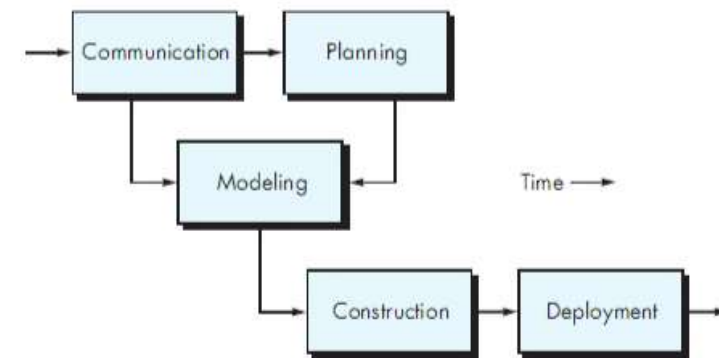 Communication
Planning
Modeling
Time
Construction
Deployment